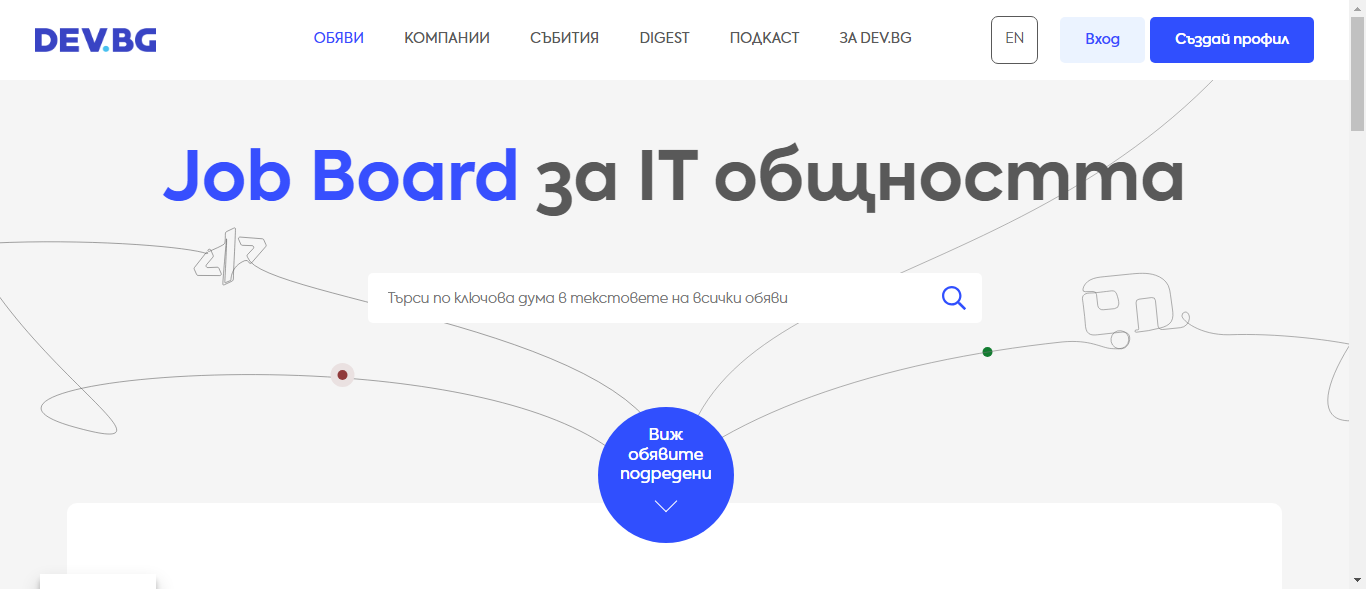 DEV.BG
ОБЯВИ
КОМПАНИИ
СЪБИТИЯ
DIGEST
ПОДКАСТ
ЗА DEV.BG
EN
Вход
Създай профил
Job Board за IT общността
Търси по ключова дума в текстовете на всички обяви
Виж
обявите
подредени